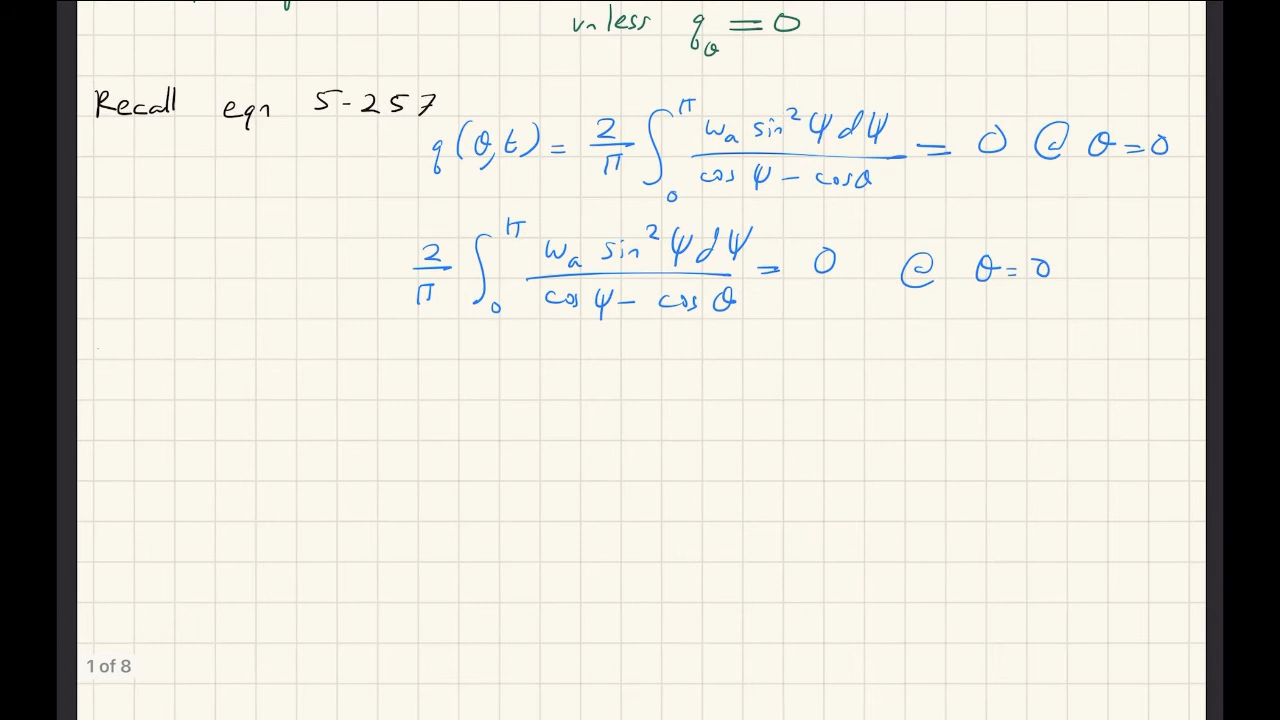 unless q_θ = 0
Recall eqn 5-257
q(θ,t) = 2/π ∫₀^π w_a sin²ψ dψ / (cos ψ − cos θ) = 0 @ θ = 0
2/π ∫₀^π w_a sin²ψ dψ / (cos ψ − cos θ) = 0 @ θ = 0
1 of 8